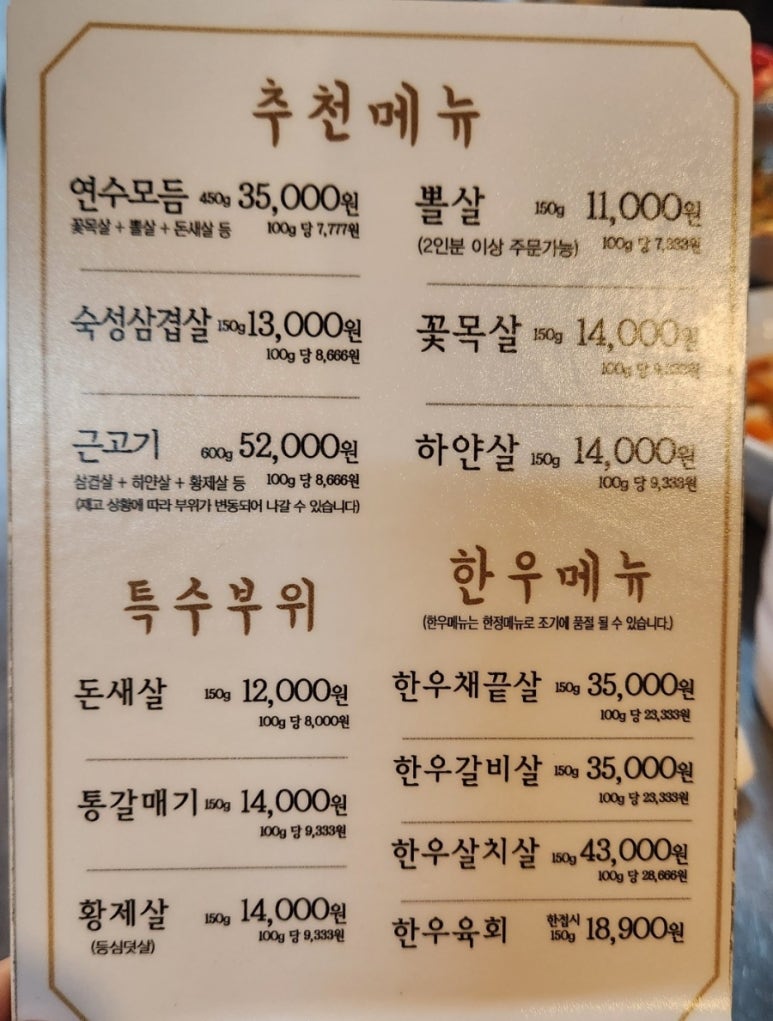 추천메뉴
연수모듬 450g 35,000원
꽃목살 + 뽈살 + 돈새살 등 100g 당 7,777원
숙성삼겹살 150g 13,000원
100g 당 8,666원
근고기 600g 52,000원
삼겹살 + 하얀살 + 황제살 등 100g 당 8,666원
(재고 상황에 따라 부위가 변동되어 나갈 수 있습니다)
뽈살 150g 11,000원
(2인분 이상 주문가능) 100g 당 7,333원
꽃목살 150g 14,000원
100g 당 9,333원
하얀살 150g 14,000원
100g 당 9,333원
특수부위
돈새살 150g 12,000원
100g 당 8,000원
통갈매기 150g 14,000원
100g 당 9,333원
황제살 150g 14,000원
(등심덧살) 100g 당 9,333원
한우메뉴
(한우메뉴는 한정메뉴로 조기에 품절 될 수 있습니다.)
한우채끝살 150g 35,000원
100g 당 23,333원
한우갈비살 150g 35,000원
100g 당 23,333원
한우살치살 150g 43,000원
100g 당 28,666원
한우육회 한접시 150g 18,900원